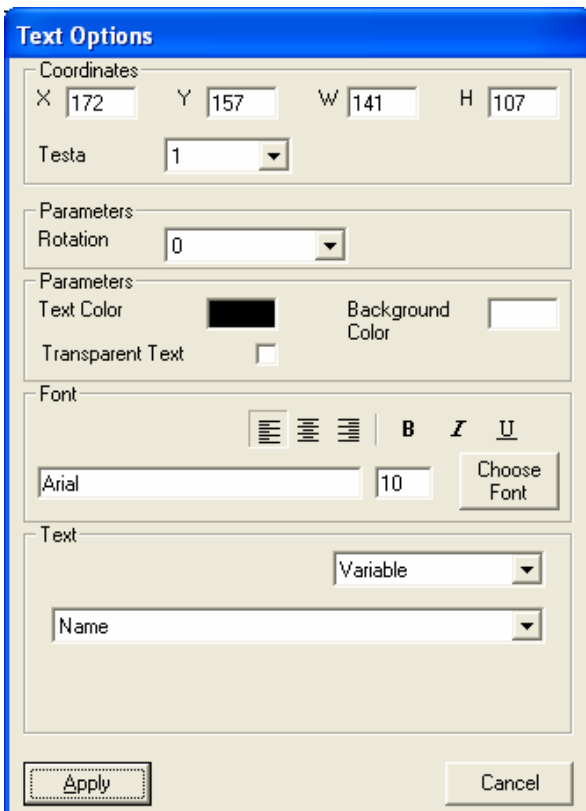 Text Options
Coordinates
X 172 Y 157 W 141 H 107
Testa 1
Parameters
Rotation 0
Parameters
Text Color Background Color
Transparent Text
Font
B I U
Arial 10 Choose Font
Text
Variable
Name
Apply Cancel